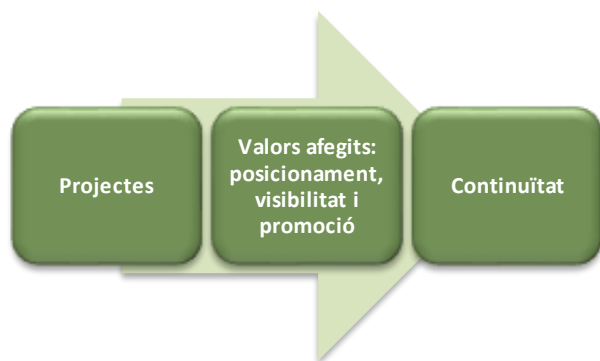 Projectes
Valors afegits:
posicionament,
visibilitat i
promoció
Continuïtat